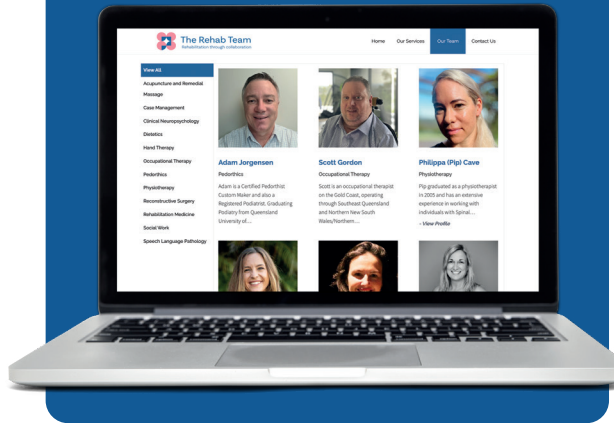 The Rehab Team
Rehabilitation through collaboration
Home Our Services Our Team Contact Us
View All
Acupuncture and Remedial
Massage
Case Management
Clinical Neuropsychology
Dietetics
Hand Therapy
Occupational Therapy
Pedorthics
Physiotherapy
Reconstructive Surgery
Rehabilitation Medicine
Social Work
Speech Language Pathology
Adam Jorgensen
Pedorthics
Adam is a Certified Pedorthist
Custom Maker and also a
Registered Podiatrist. Graduating
Podiatry from Queensland
University of…
Scott Gordon
Occupational Therapy
Scott is an occupational therapist
on the Gold Coast, operating
through Southeast Queensland
and Northern New South
Wales/Northern…
Philippa (Pip) Cave
Physiotherapy
Pip graduated as a physiotherapist
in 2005 and has an extensive
experience in working with
individuals with Spinal…
- View Profile